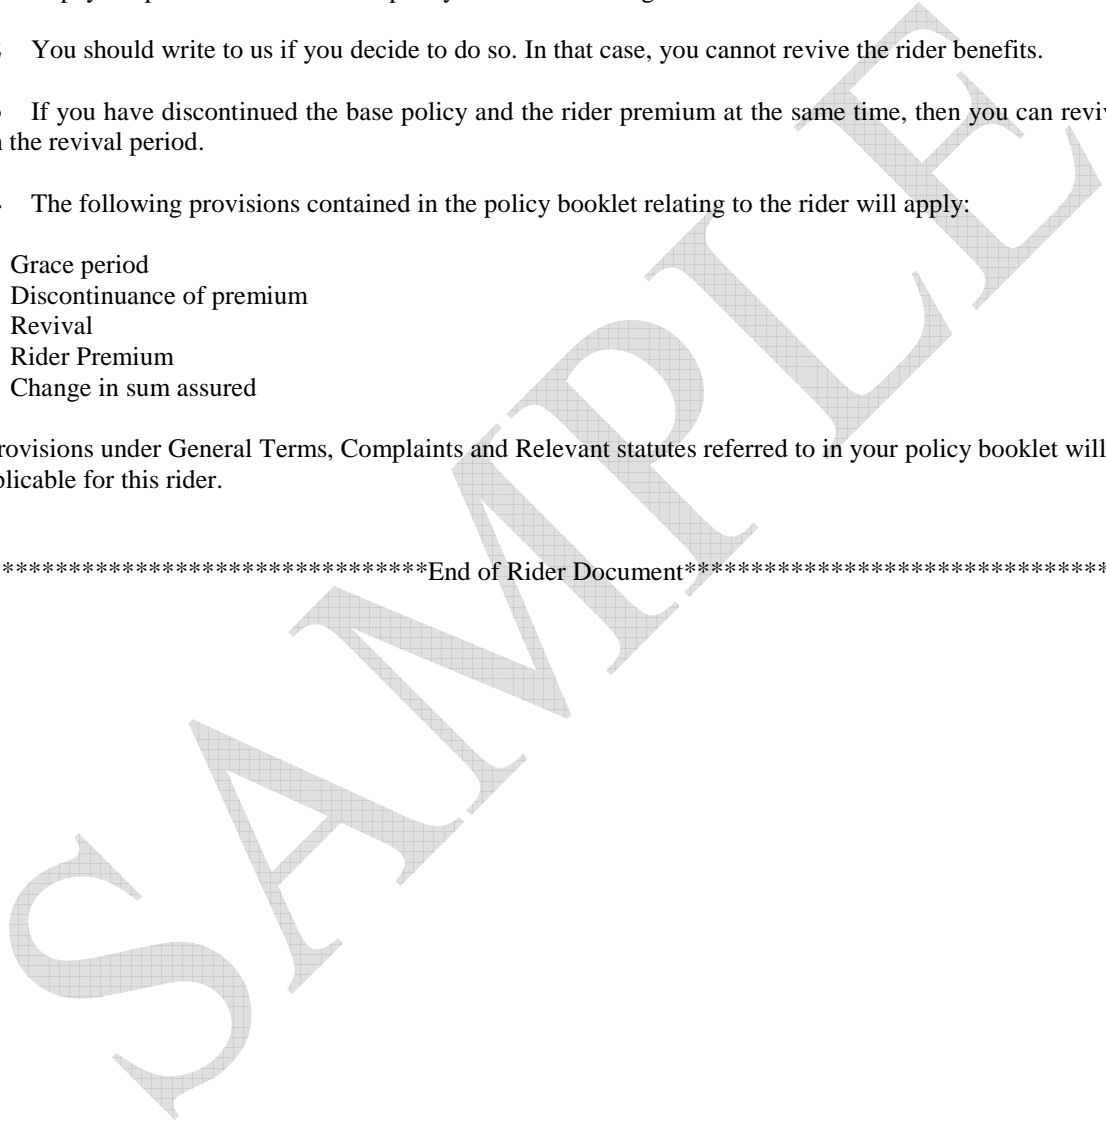 You should write to us if you decide to do so. In that case, you cannot revive the rider benefits.
If you have discontinued the base policy and the rider premium at the same time, then you can
the revival period.
The following provisions contained in the policy booklet relating to the rider will apply:
Grace period
Discontinuance of premium
Revival
Rider Premium
Change in sum assured
rovisions under General Terms, Complaints and Relevant statutes referred to in your policy booklet will
plicable for this rider.
********************************End of Rider Document********************************
SAMPLE